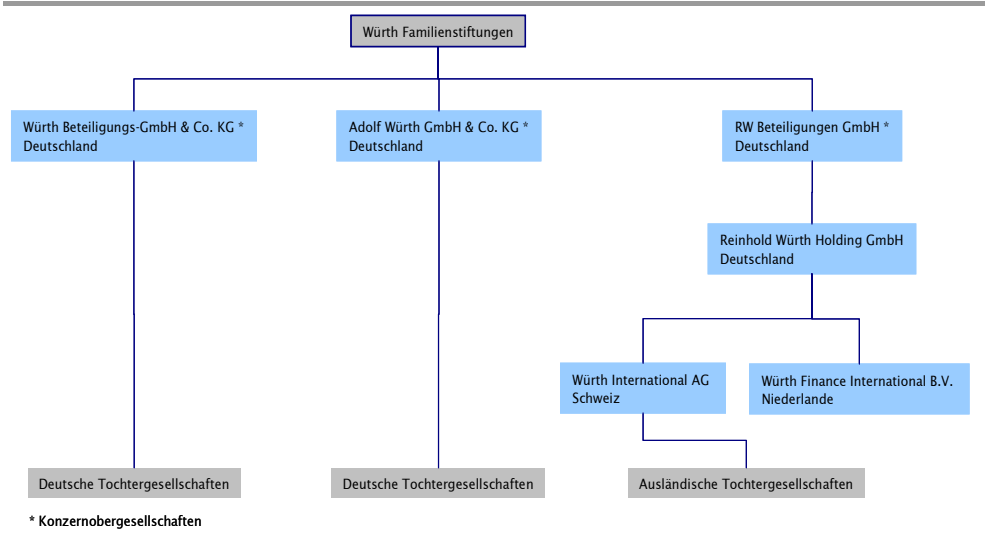 Würth Familienstiftungen
Würth Beteiligungs-GmbH & Co. KG *
Deutschland
Adolf Würth GmbH & Co. KG *
Deutschland
RW Beteiligungen GmbH *
Deutschland
Reinhold Würth Holding GmbH
Deutschland
Würth International AG
Schweiz
Würth Finance International B.V.
Niederlande
Deutsche Tochtergesellschaften
Deutsche Tochtergesellschaften
Ausländische Tochtergesellschaften
* Konzernobergesellschaften